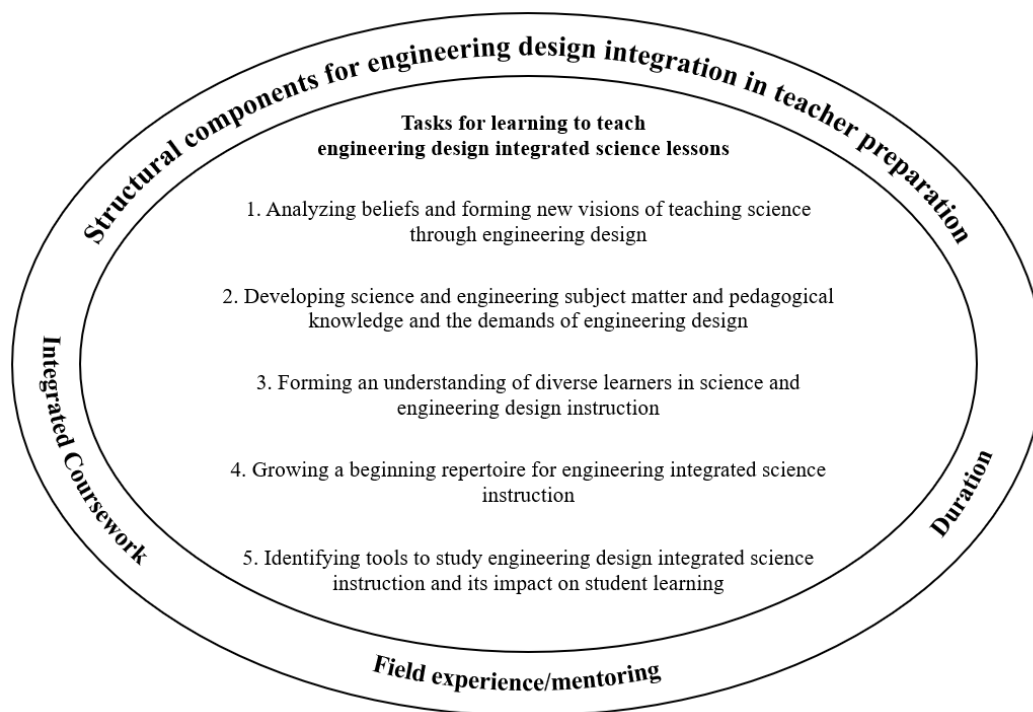 Structural components for engineering design integration in teacher preparation
Tasks for learning to teach
engineering design integrated science lessons
1. Analyzing beliefs and forming new visions of teaching science
through engineering design
2. Developing science and engineering subject matter and pedagogical
knowledge and the demands of engineering design
3. Forming an understanding of diverse learners in science and
engineering design instruction
4. Growing a beginning repertoire for engineering integrated science
instruction
5. Identifying tools to study engineering design integrated science
instruction and its impact on student learning
Integrated Coursework
Field experience/mentoring
Duration